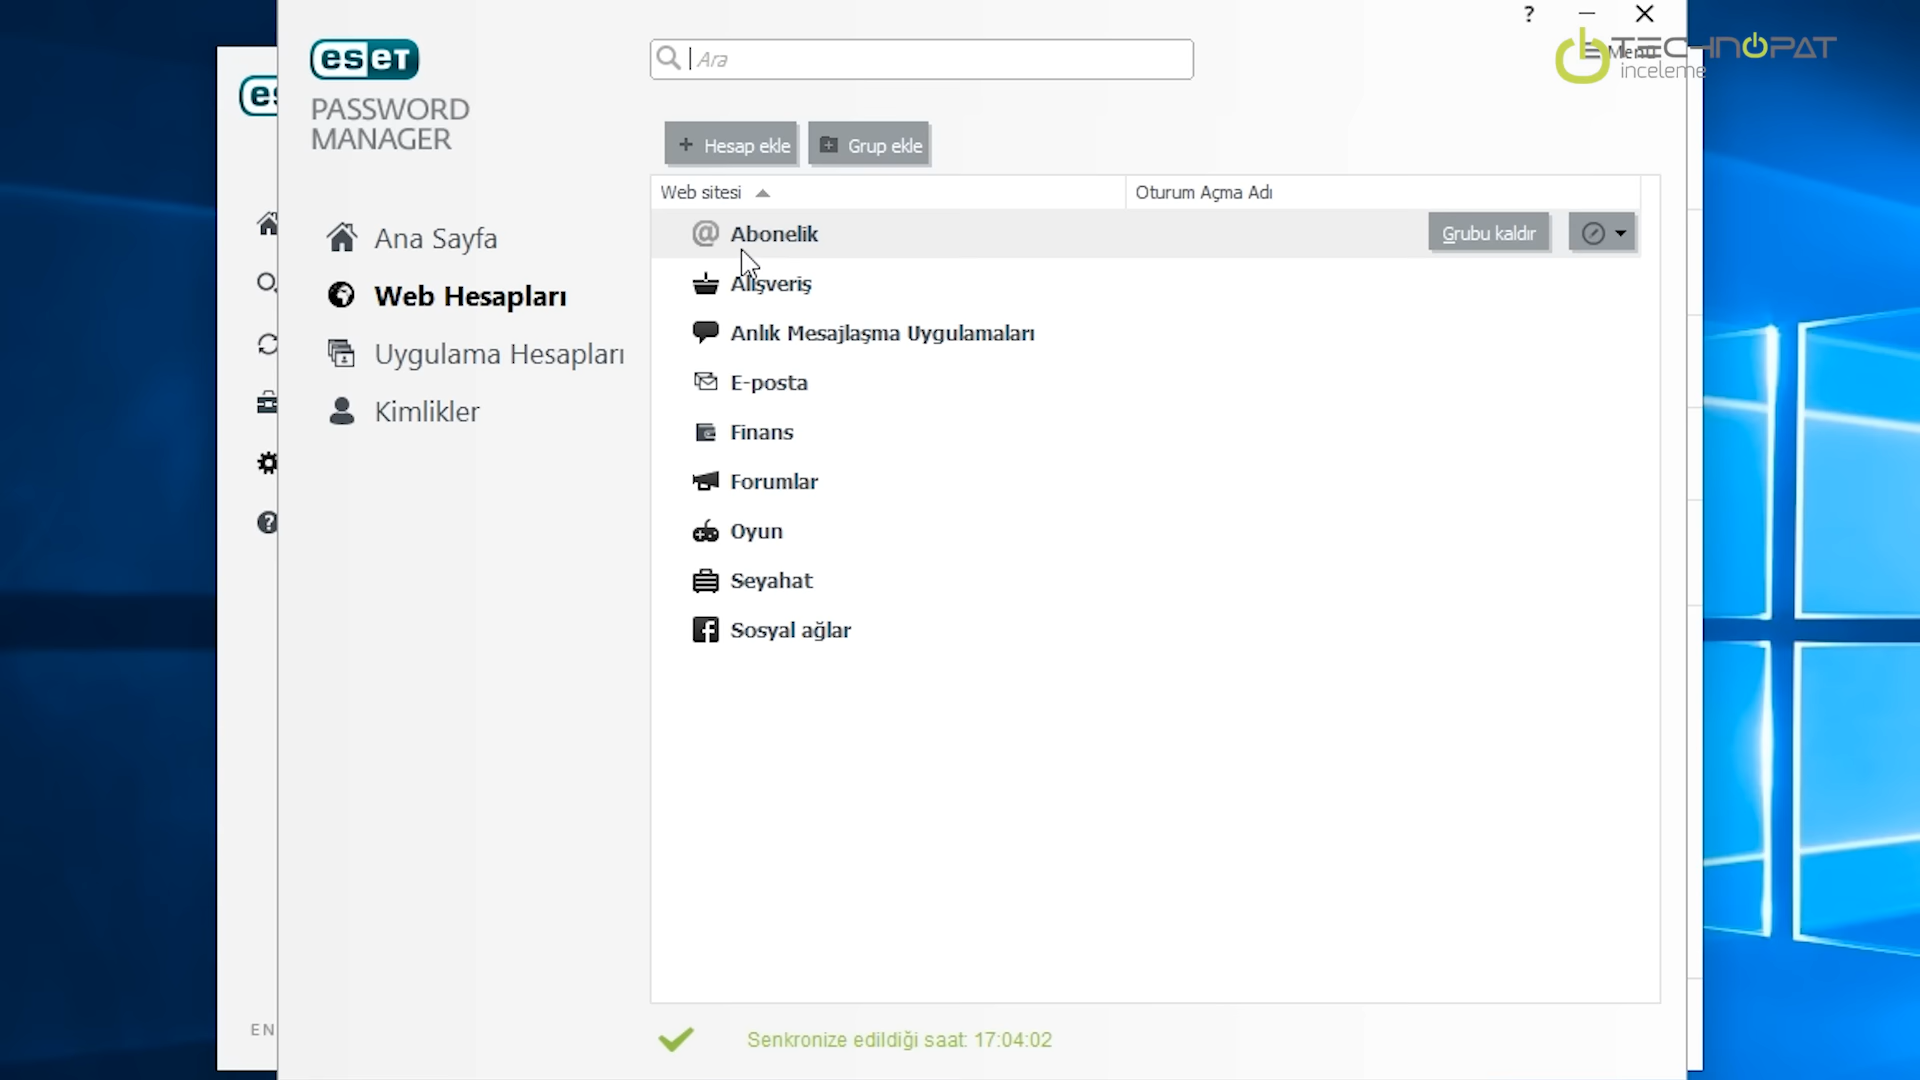 ?
eseT
PASSWORD
MANAGER
Ara
Menü
TECHNOPAT
inceleme
Hesap ekle
Grup ekle
Web sitesi
Oturum Açma Adı
Ana Sayfa
Web Hesapları
Uygulama Hesapları
Kimlikler
Abonelik
Grubu kaldır
Alışveriş
Anlık Mesajlaşma Uygulamaları
E-posta
Finans
Forumlar
Oyun
Seyahat
Sosyal ağlar
EN
Senkronize edildiği saat: 17:04:02